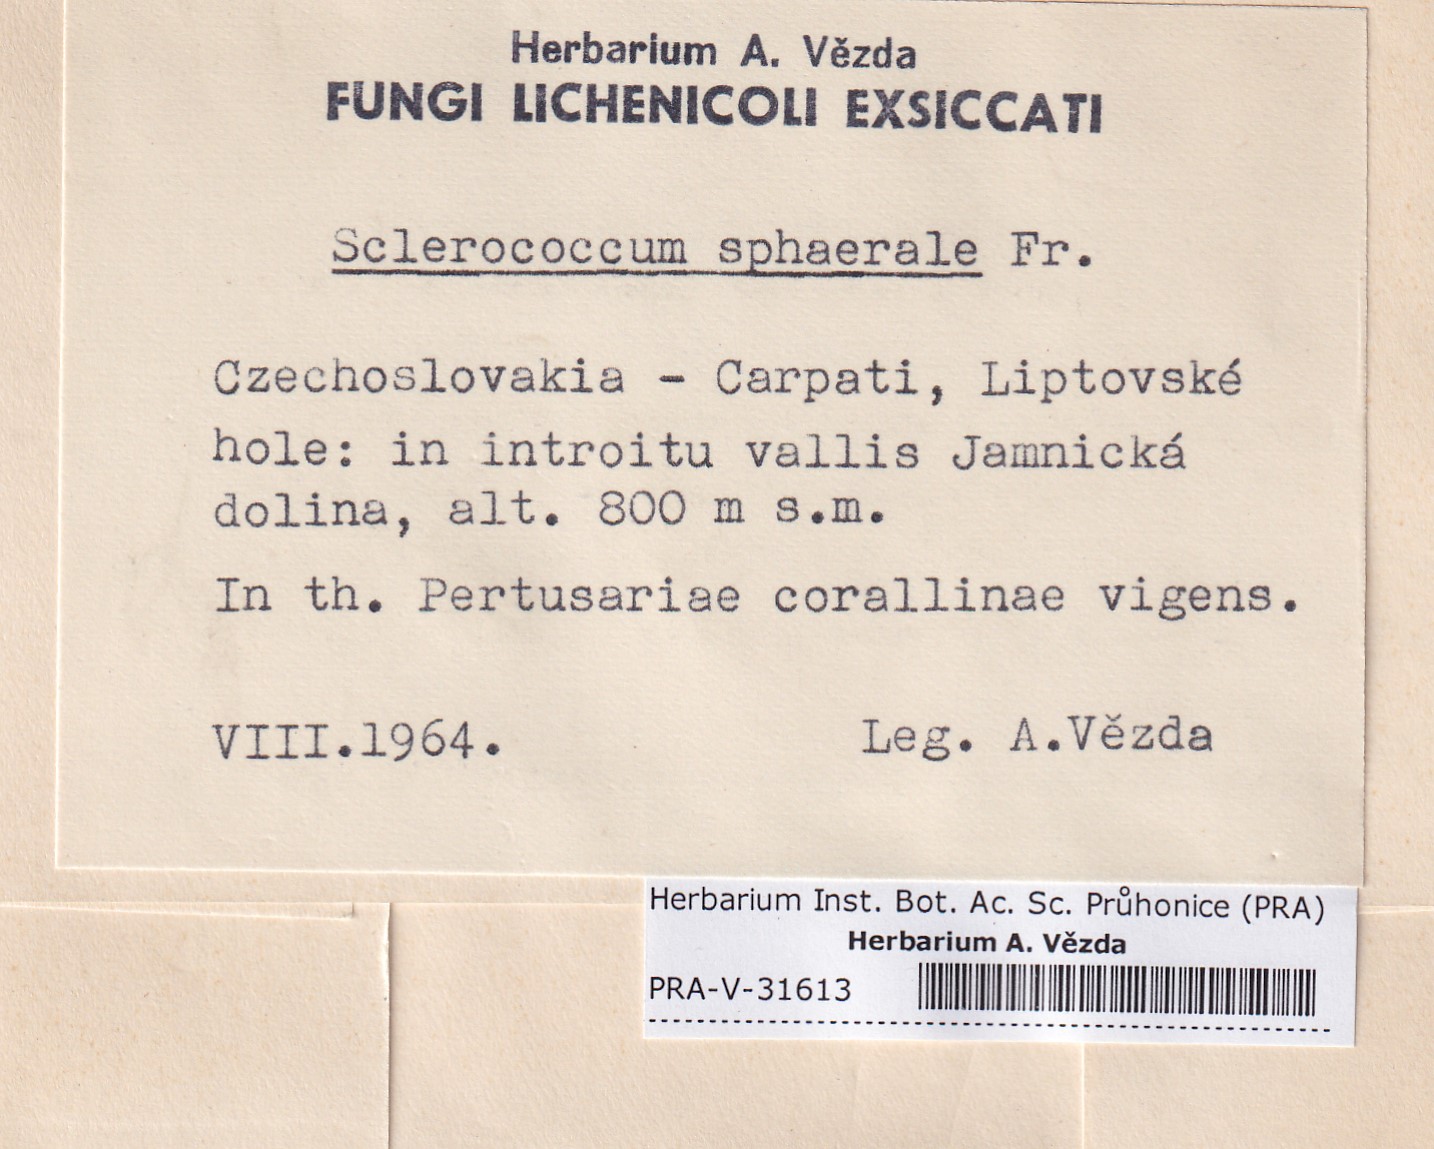 Herbarium A. Vězda
FUNGI LICHENICOLI EXSICCATI
Sclerococcum sphaerale Fr.
Czechoslovakia - Carpati, Liptovské
hole: in introitu vallis Jamnická
dolina, alt. 800 m s.m.
In th. Pertusariae corallinae vigens.
VIII.1964. Leg. A.Vězda
Herbarium Inst. Bot. Ac. Sc. Průhonice (PRA)
Herbarium A. Vězda
PRA-V-31613